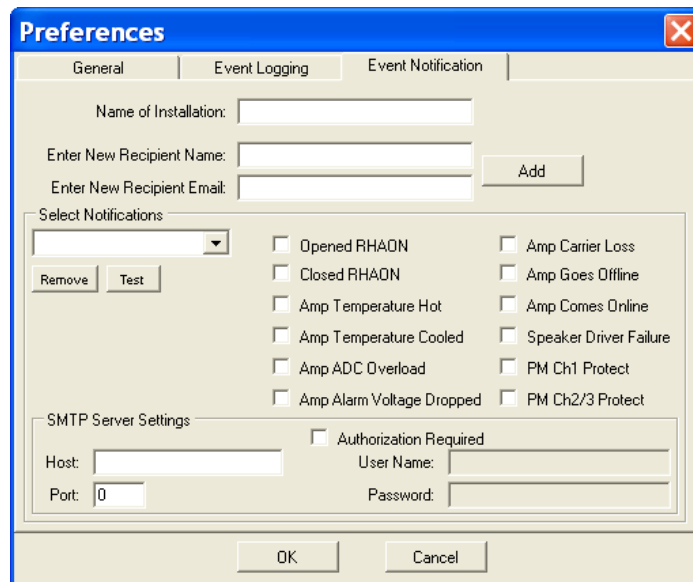 Preferences
General Event Logging Event Notification
Name of Installation:
Enter New Recipient Name:
Add
Enter New Recipient Email:
Select Notifications
Opened RHAON Amp Carrier Loss
Remove Test Closed RHAON Amp Goes Offline
Amp Temperature Hot Amp Comes Online
Amp Temperature Cooled Speaker Driver Failure
Amp ADC Overload PM Ch1 Protect
Amp Alarm Voltage Dropped PM Ch2/3 Protect
SMTP Server Settings
Authorization Required
Host: User Name:
Port: 0 Password:
OK Cancel